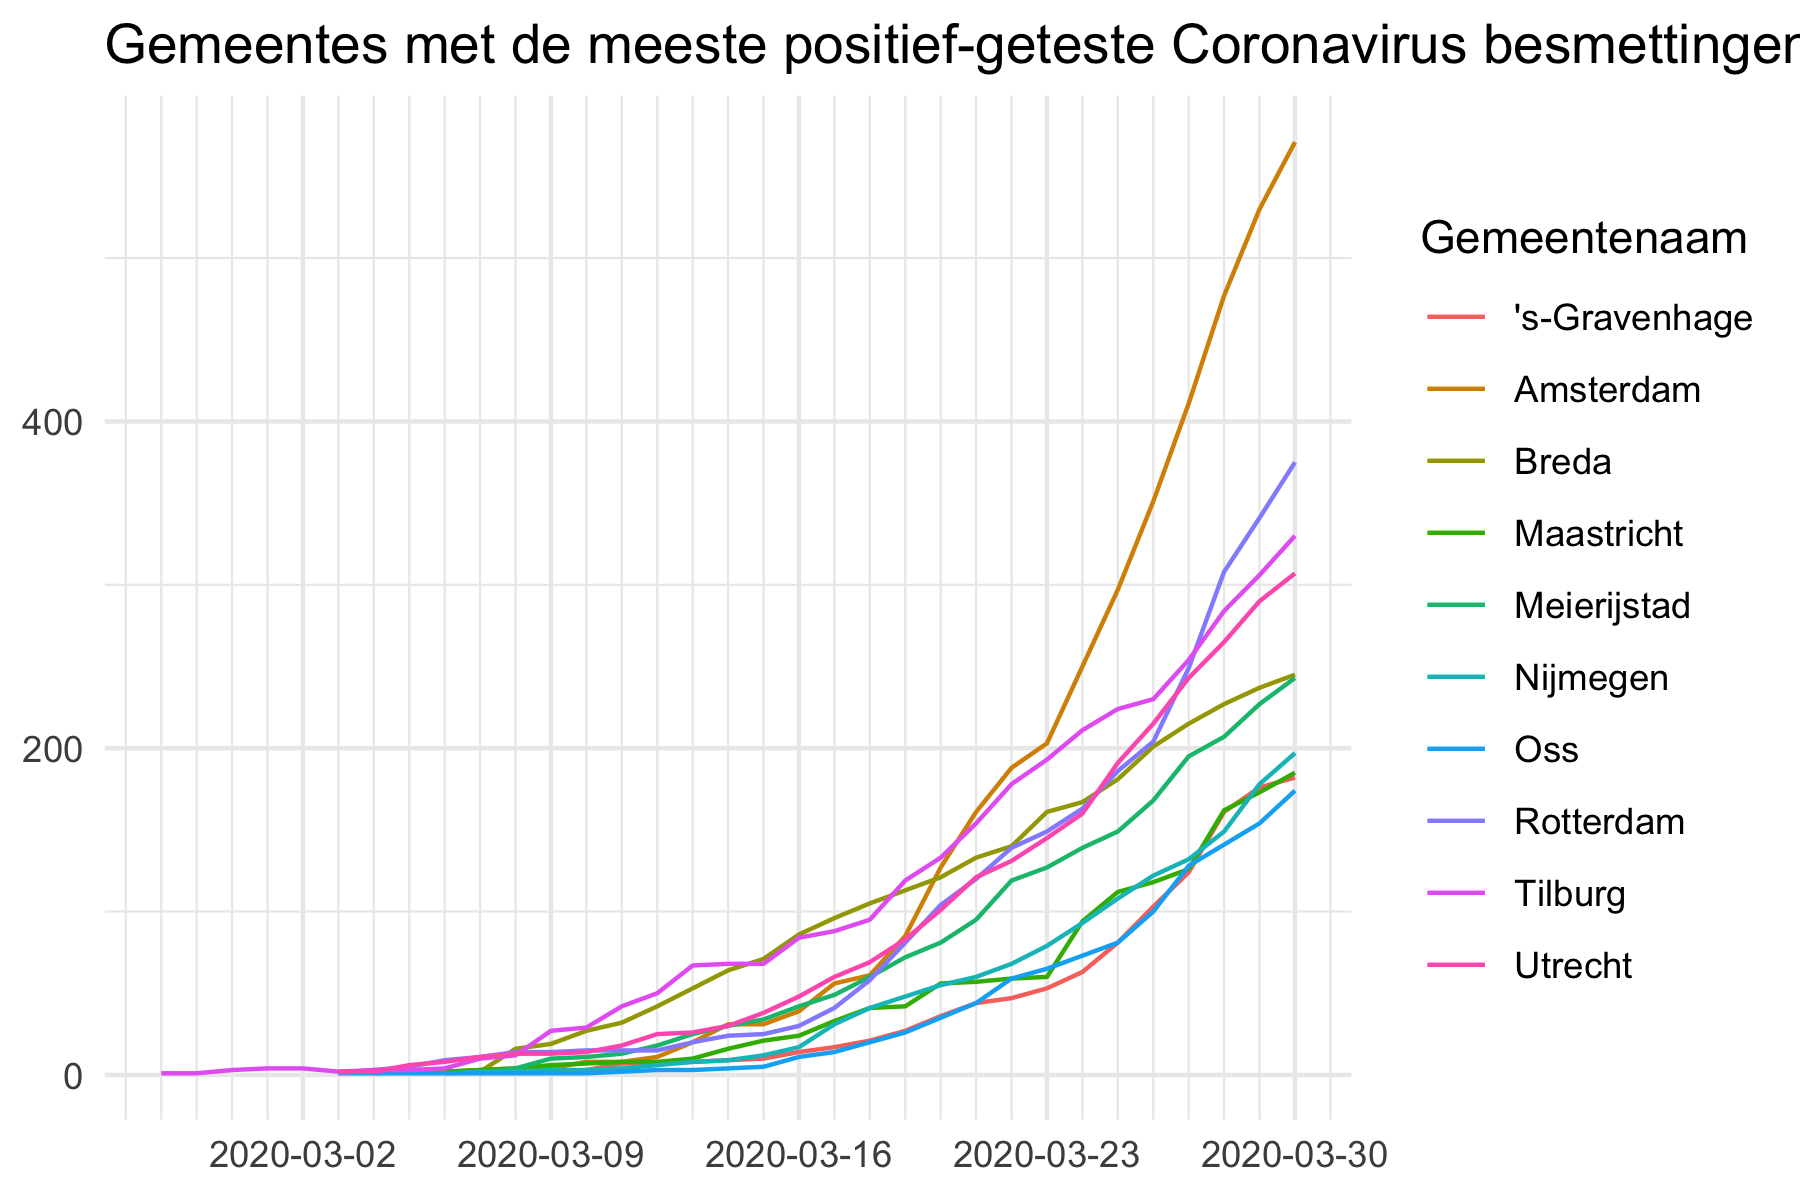 Gemeentes met de meeste positief-geteste Coronavirus besmettingen
Gemeentenaam
's-Gravenhage
Amsterdam
Breda
Maastricht
Meierijstad
Nijmegen
Oss
Rotterdam
Tilburg
Utrecht
400
200
0
2020-03-02 2020-03-09 2020-03-16 2020-03-23 2020-03-30